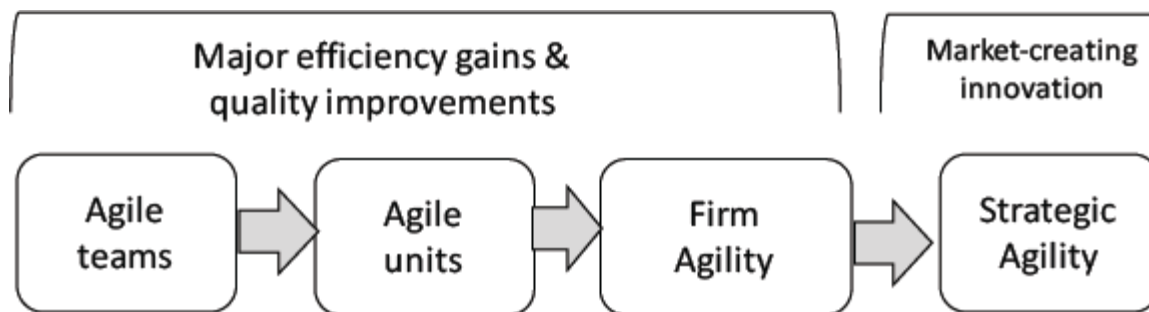 Major efficiency gains &
quality improvements
Market-creating
innovation
Agile
teams
Agile
units
Firm
Agility
Strategic
Agility